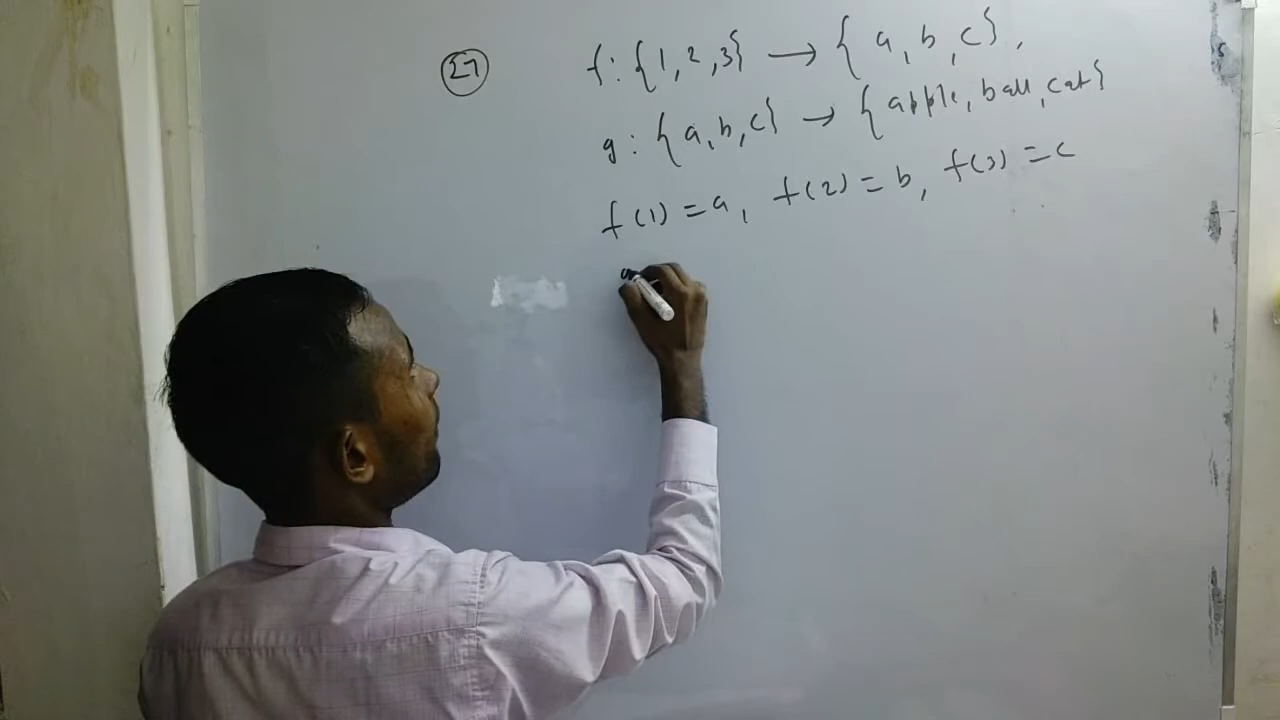 27 f: {1, 2, 3} → {a, b, c},
g: {a, b, c} → {apple, ball, cat}
f(1) = a, f(2) = b, f(3) = c